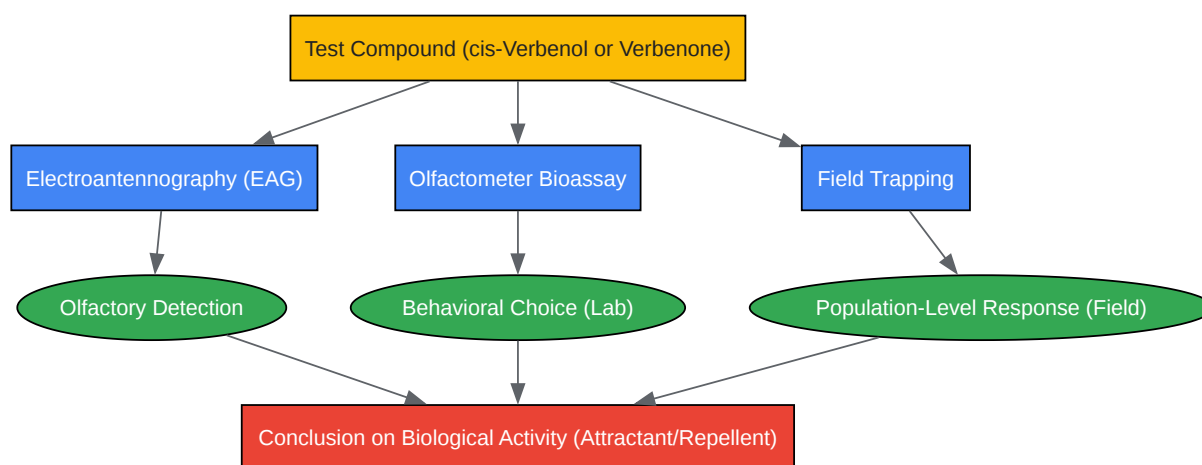 Test Compound (cis-Verbenol or Verbenone)
Electroantennography (EAG)
Olfactometer Bioassay
Field Trapping
Olfactory Detection
Behavioral Choice (Lab)
Population-Level Response (Field)
Conclusion on Biological Activity (Attractant/Repellent)